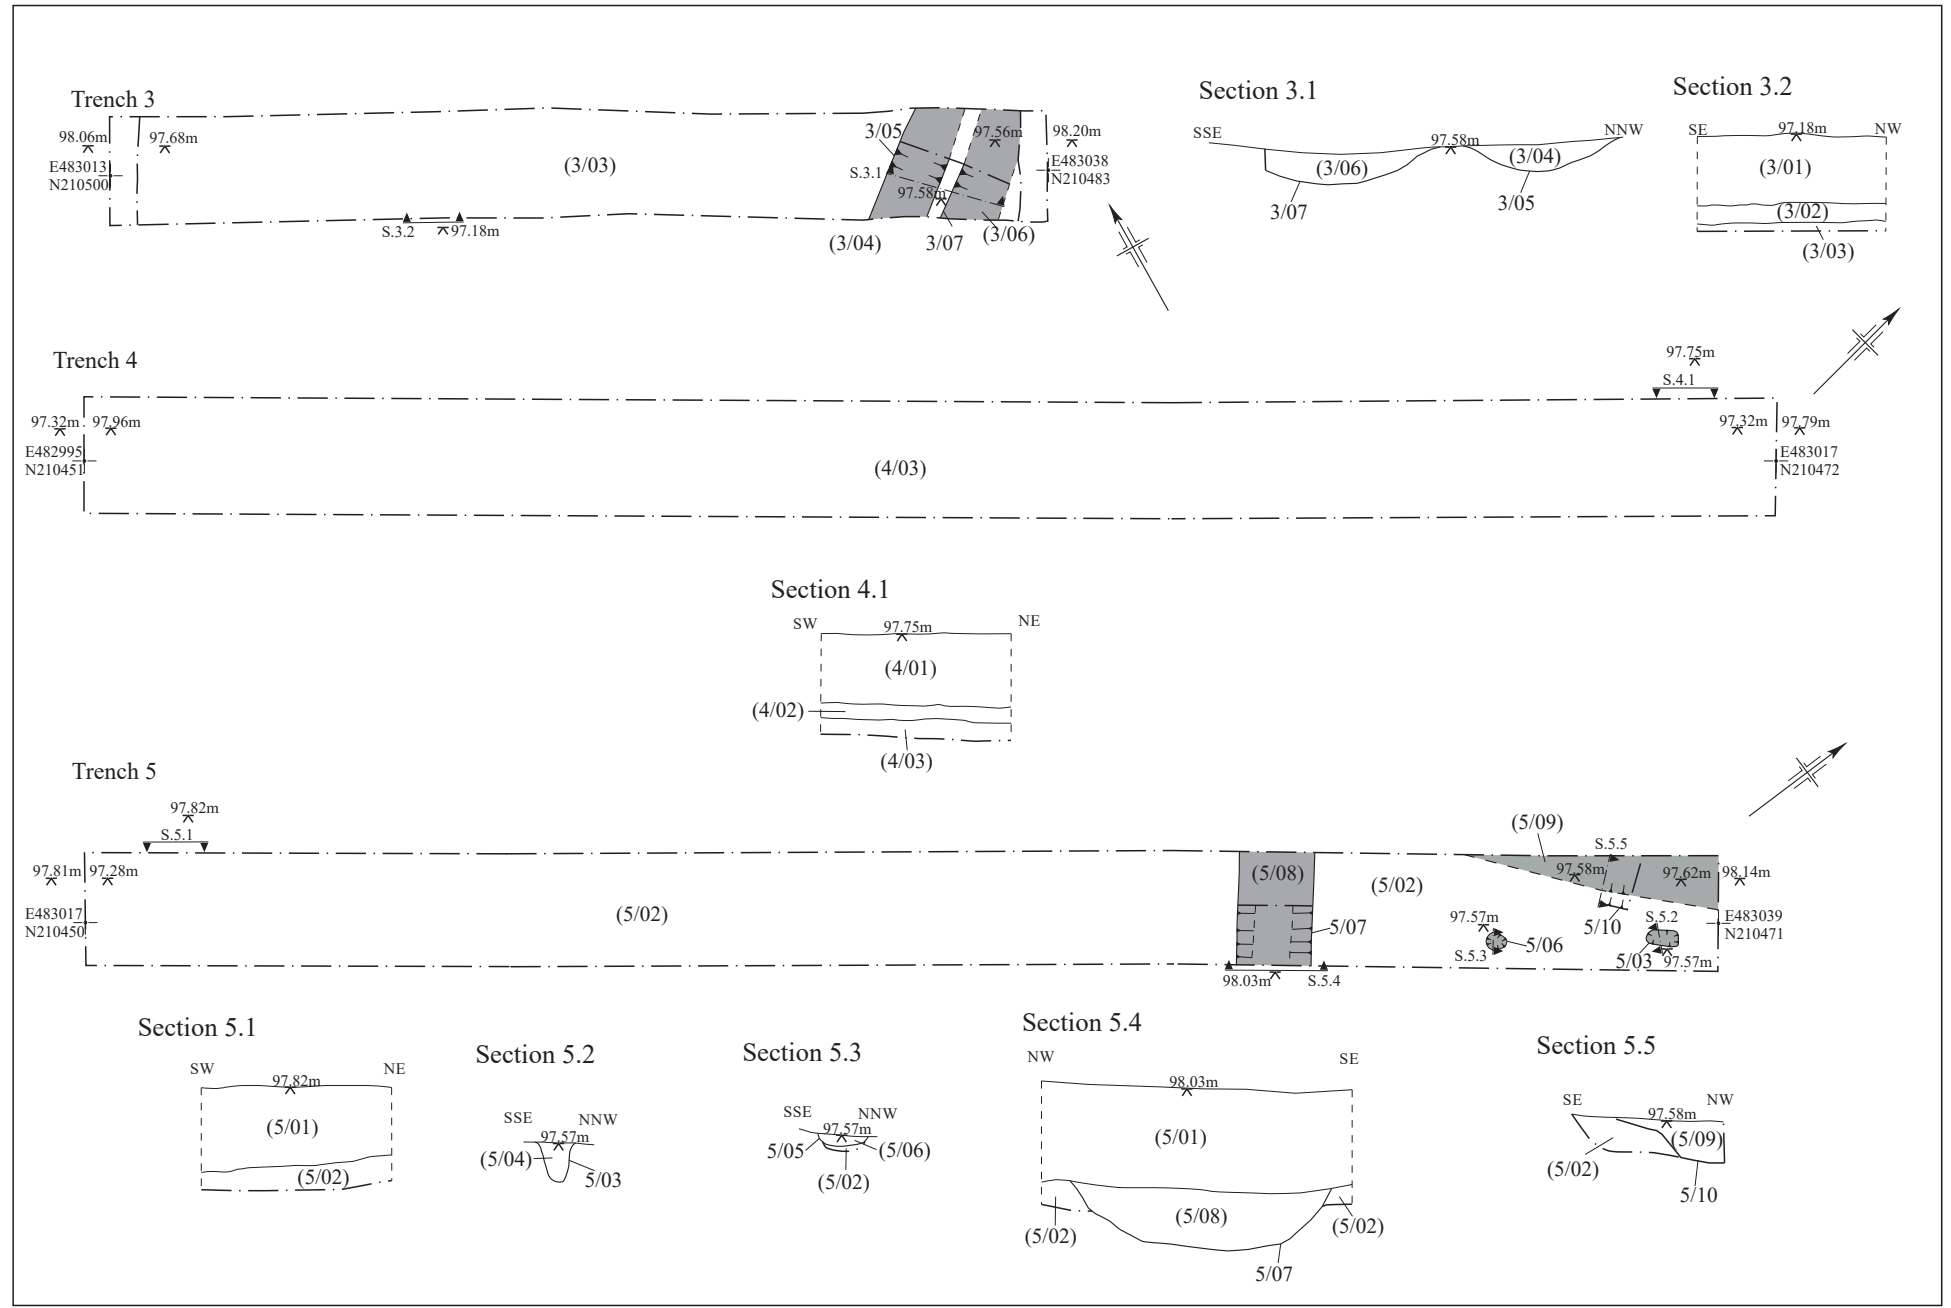 Trench 3
98.06m
97.68m
E483013
N210500
(3/03)
3/05
S.3.1
97.56m
97.58m
98.20m
E483038
N210483
S.3.2
97.18m
(3/04)
3/07
(3/06)
Section 3.1
SSE
97.58m
NNW
(3/06)
(3/04)
3/07
3/05
Section 3.2
SE
97.18m
NW
(3/01)
(3/02)
(3/03)
Trench 4
97.75m
S.4.1
97.32m
97.96m
E482995
N210451
(4/03)
97.32m
97.79m
E483017
N210472
Section 4.1
SW
97.75m
NE
(4/01)
(4/02)
(4/03)
Trench 5
97.82m
S.5.1
97.81m
97.28m
E483017
N210450
(5/02)
(5/08)
(5/02)
5/07
98.03m
S.5.4
(5/09)
S.5.5
97.58m
97.62m
98.14m
97.57m
5/06
S.5.3
5/10
S.5.2
5/03
97.57m
E483039
N210471
Section 5.1
SW
97.82m
NE
(5/01)
(5/02)
Section 5.2
SSE
NNW
97.57m
(5/04)
5/03
Section 5.3
SSE
NNW
97.57m
5/05
(5/06)
(5/02)
Section 5.4
NW
SE
98.03m
(5/01)
(5/08)
(5/02)
(5/02)
5/07
Section 5.5
SE
NW
97.58m
(5/09)
(5/02)
5/10